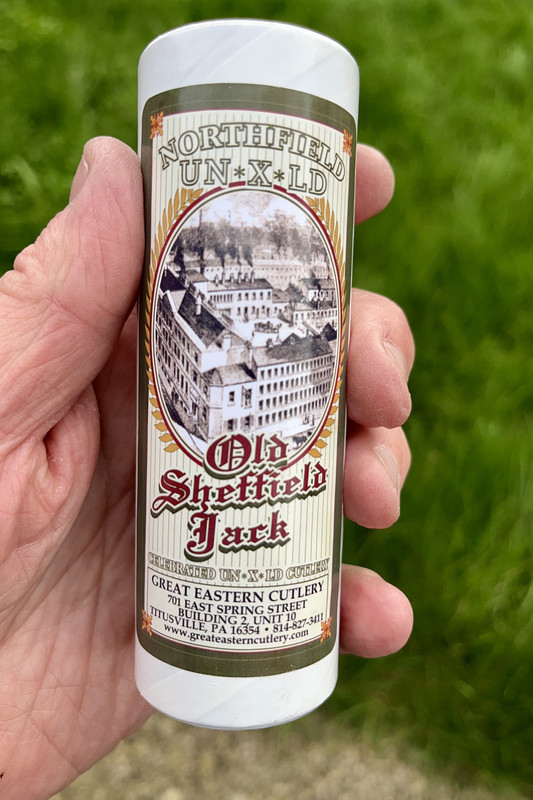 NORTHFIELD
UN*X*LD
Old
Sheffield
Jack
CELEBRATED UN*X*LD CUTLERY
GREAT EASTERN CUTLERY
701 EAST SPRING STREET
BUILDING 2, UNIT 10
TITUSVILLE, PA 16354 • 814-827-3411
www.greateasterncutlery.com